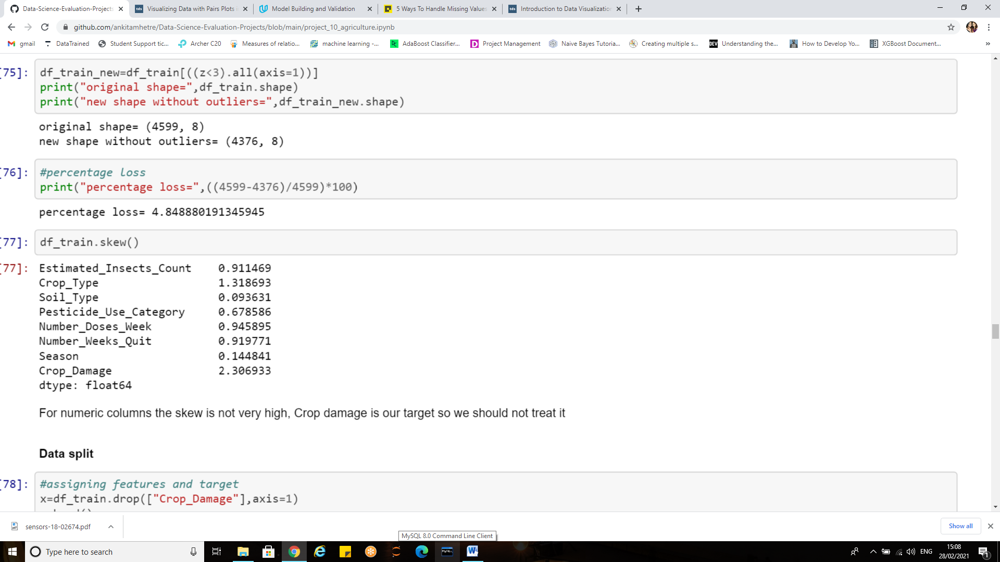 Data-Science-Evaluation-Projects
Visualizing Data with Pairs Plots i
Model Building and Validation
5 Ways To Handle Missing Values
Introduction to Data Visualization
github.com/ankitamhetre/Data-Science-Evaluation-Projects/blob/main/project_10_agriculture.ipynb
gmail
DataTrained
Student Support tic...
Archer C20
Measures of relatio...
machine learning -...
AdaBoost Classifier...
Project Management
Naive Bayes Tutoria...
Creating multiple s...
Understanding the...
How to Develop Yo...
XGBoost Document...
[75]:
df_train_new=df_train[((z<3).all(axis=1))]
print("original shape=",df_train.shape)
print("new shape without outliers=",df_train_new.shape)
original shape= (4599, 8)
new shape without outliers= (4376, 8)
[76]:
#percentage loss
print("percentage loss=",((4599-4376)/4599)*100)
percentage loss= 4.848880191345945
[77]:
df_train.skew()
[77]:
Estimated_Insects_Count 0.911469
Crop_Type 1.318693
Soil_Type 0.093631
Pesticide_Use_Category 0.678586
Number_Doses_Week 0.945895
Number_Weeks_Quit 0.919771
Season 0.144841
Crop_Damage 2.306933
dtype: float64
For numeric columns the skew is not very high, Crop damage is our target so we should not treat it
Data split
[78]:
#assigning features and target
x=df_train.drop(["Crop_Damage"],axis=1)
sensors-18-02674.pdf
Show all
MySQL 8.0 Command Line Client
Type here to search
ENG
15:08
28/02/2021
1